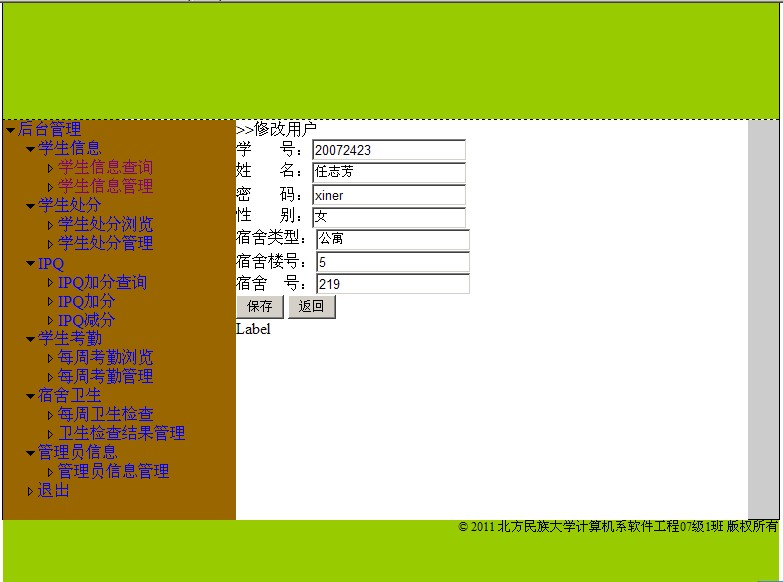 后台管理
学生信息
学生信息查询
学生信息管理
学生处分
学生处分浏览
学生处分管理
IPQ
IPQ加分查询
IPQ加分
IPQ减分
学生考勤
每周考勤浏览
每周考勤管理
宿舍卫生
每周卫生检查
卫生检查结果管理
管理员信息
管理员信息管理
退出
>>修改用户
学 号：20072423
姓 名：任志芳
密 码：xiner
性 别：女
宿舍类型：公寓
宿舍楼号：5
宿舍 号：219
保存 返回
Label
© 2011 北方民族大学计算机系软件工程07级1班 版权所有